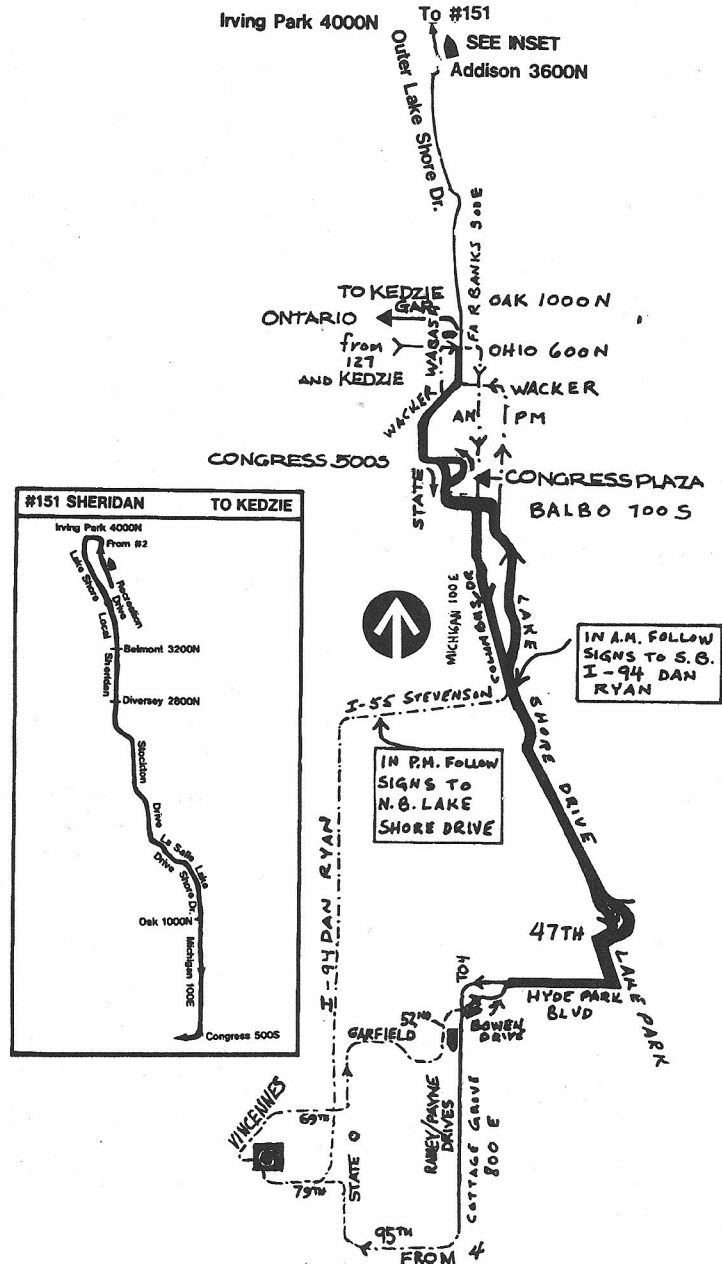 Irving Park 4000N
To #151
SEE INSET
Addison 3600N
Outer Lake Shore Dr.
FAIRBANKS 300E
TO KEDZIE
GAR.
WABASH
OAK 1000N
ONTARIO
OHIO 600N
from
127
AND KEDZIE
WACKER
WACKER
AM
PM
CONGRESS 500S
STATE
CONGRESS PLAZA
BALBO 700S
#151 SHERIDAN TO KEDZIE
Irving Park 4000N
From #2
Recreation
Drive
Lake Shore Local
Sheridan
Belmont 3200N
Diversey 2800N
Stockton
Drive
La Salle
Drive
Lake
Shore Dr.
Oak 1000N
Michigan 100E
Congress 500S
MICHIGAN 100E
COLUMBUS DR
LAKE
SHORE DRIVE
IN A.M. FOLLOW
SIGNS TO S.B.
I-94 DAN
RYAN
I-55 STEVENSON
IN P.M. FOLLOW
SIGNS TO
N.B. LAKE
SHORE DRIVE
I-94 DAN RYAN
47TH
LAKE PARK
TO 4
HYDE PARK
BLVD
52ND
BOWEN
DRIVE
GARFIELD
RAINEY/PAYNE
DRIVES
COTTAGE GROVE
800 E
VINCENNES
69TH
STATE 0
79TH
95TH
FROM 4